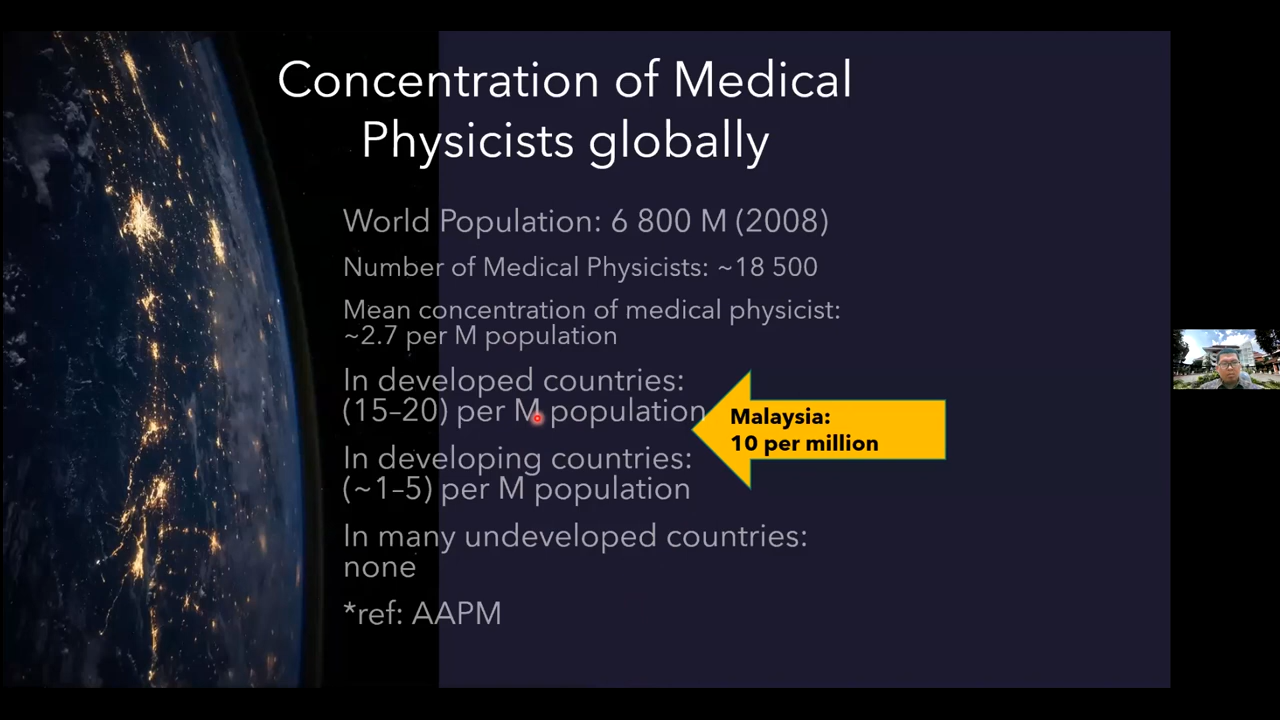 Concentration of Medical
Physicists globally
World Population: 6 800 M (2008)
Number of Medical Physicists: ~18 500
Mean concentration of medical physicist:
~2.7 per M population
In developed countries:
(15–20) per M population
Malaysia:
10 per million
In developing countries:
(~1–5) per M population
In many undeveloped countries:
none
*ref: AAPM